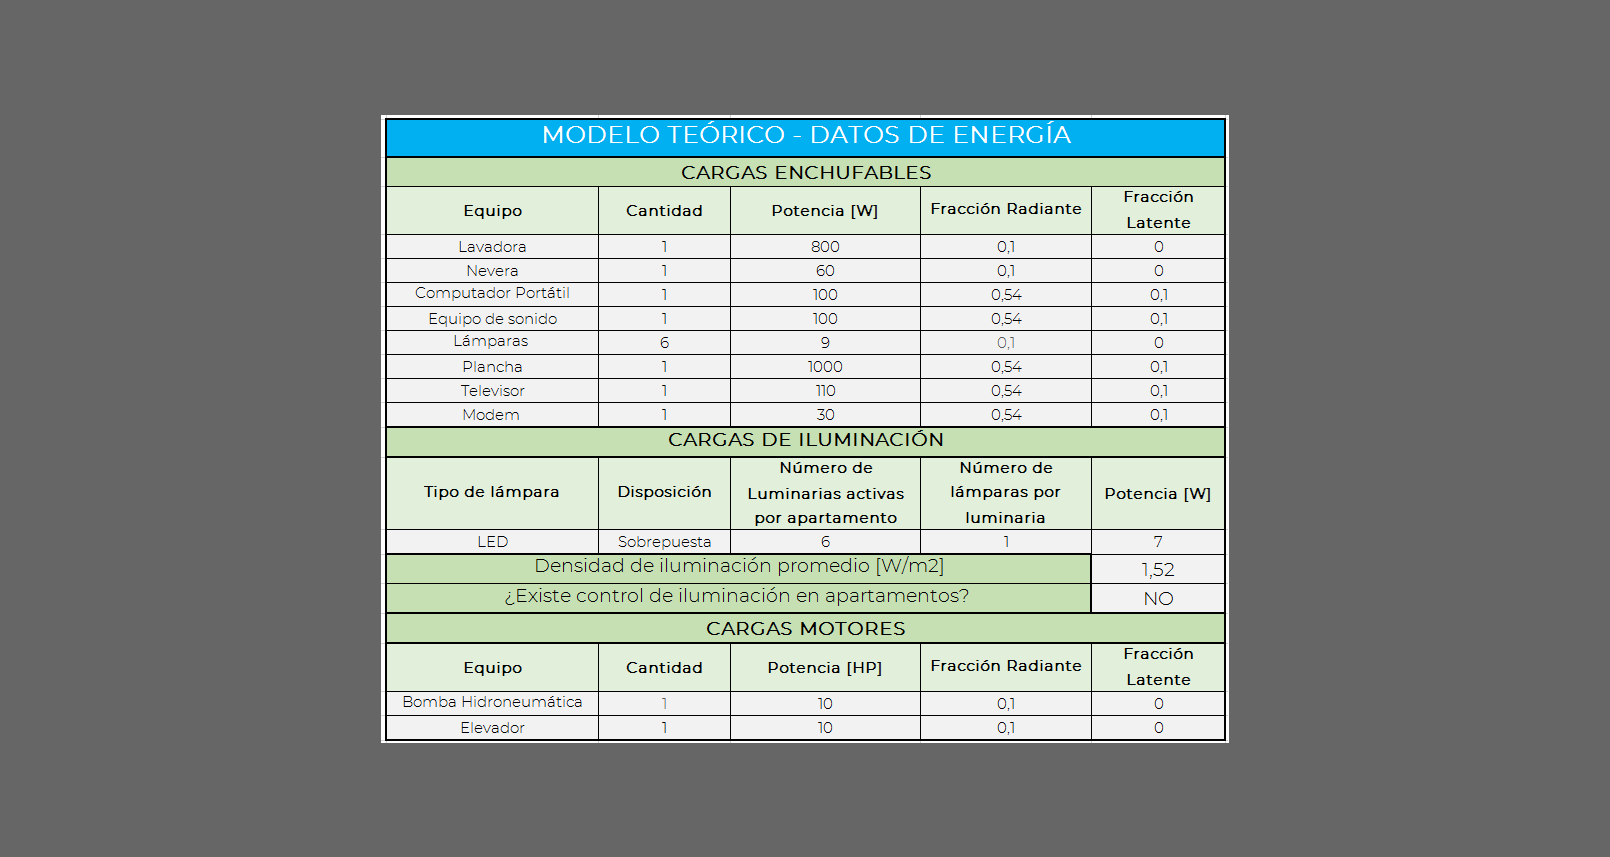 MODELO TEÓRICO - DATOS DE ENERGÍA
CARGAS ENCHUFABLES
Equipo Cantidad Potencia [W] Fracción Radiante Fracción Latente
Lavadora 1 800 0,1 0
Nevera 1 60 0,1 0
Computador Portátil 1 100 0,54 0,1
Equipo de sonido 1 100 0,54 0,1
Lámparas 6 9 0,1 0
Plancha 1 1000 0,54 0,1
Televisor 1 110 0,54 0,1
Modem 1 30 0,54 0,1
CARGAS DE ILUMINACIÓN
Tipo de lámpara Disposición Número de Luminarias activas por apartamento Número de lámparas por luminaria Potencia [W]
LED Sobrepuesta 6 1 7
Densidad de iluminación promedio [W/m2] 1,52
¿Existe control de iluminación en apartamentos? NO
CARGAS MOTORES
Equipo Cantidad Potencia [HP] Fracción Radiante Fracción Latente
Bomba Hidroneumática 1 10 0,1 0
Elevador 1 10 0,1 0